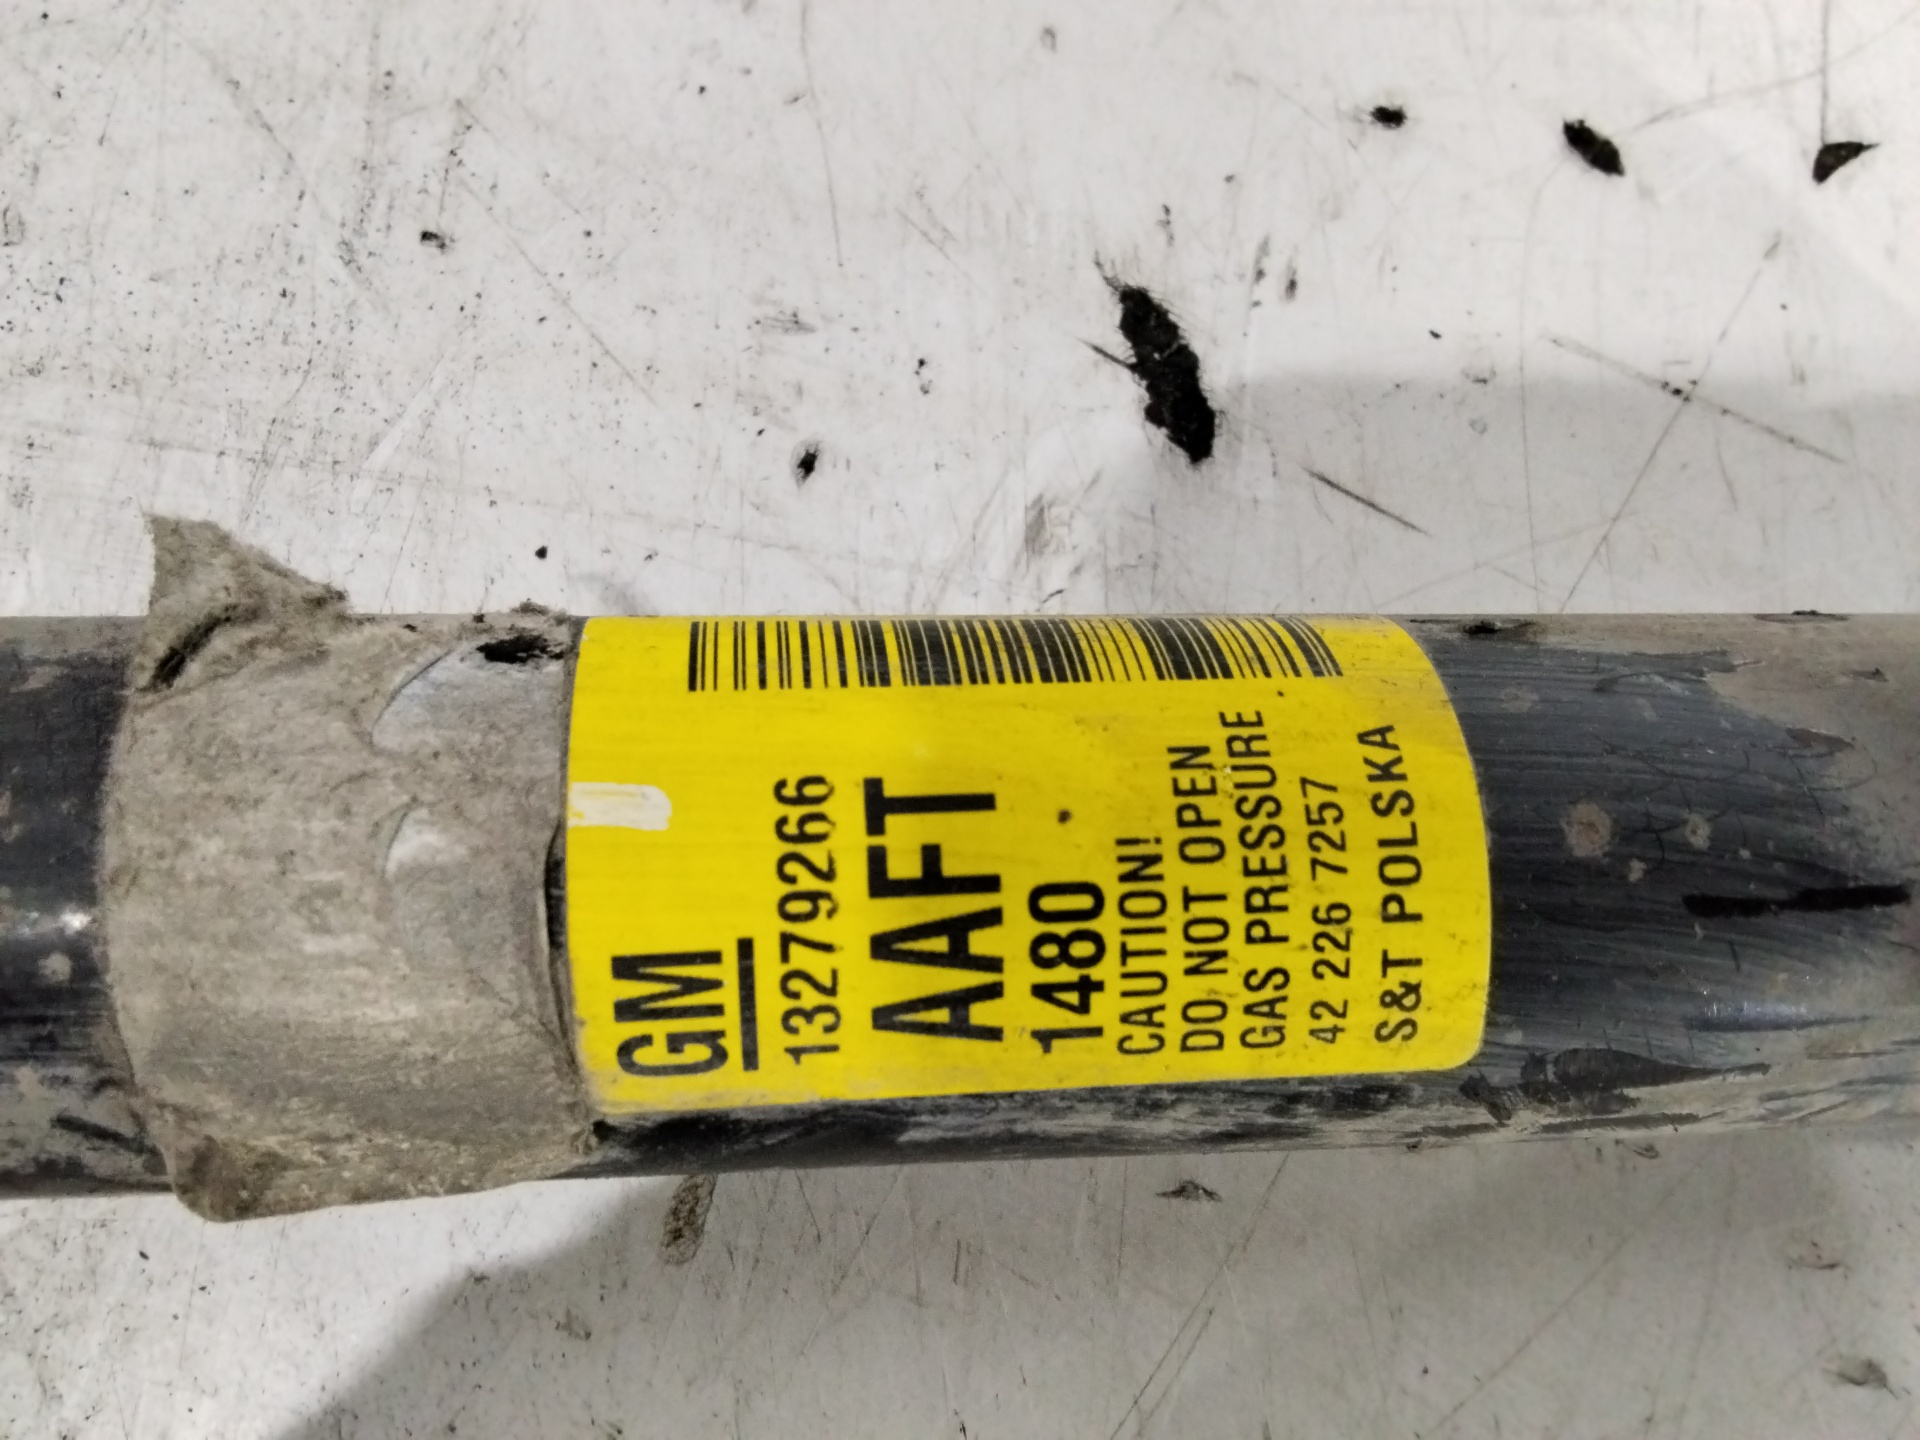 GM
13279266
AAFT
1480
CAUTION!
DO NOT OPEN
GAS PRESSURE
42 226 7257
S&T POLSKA